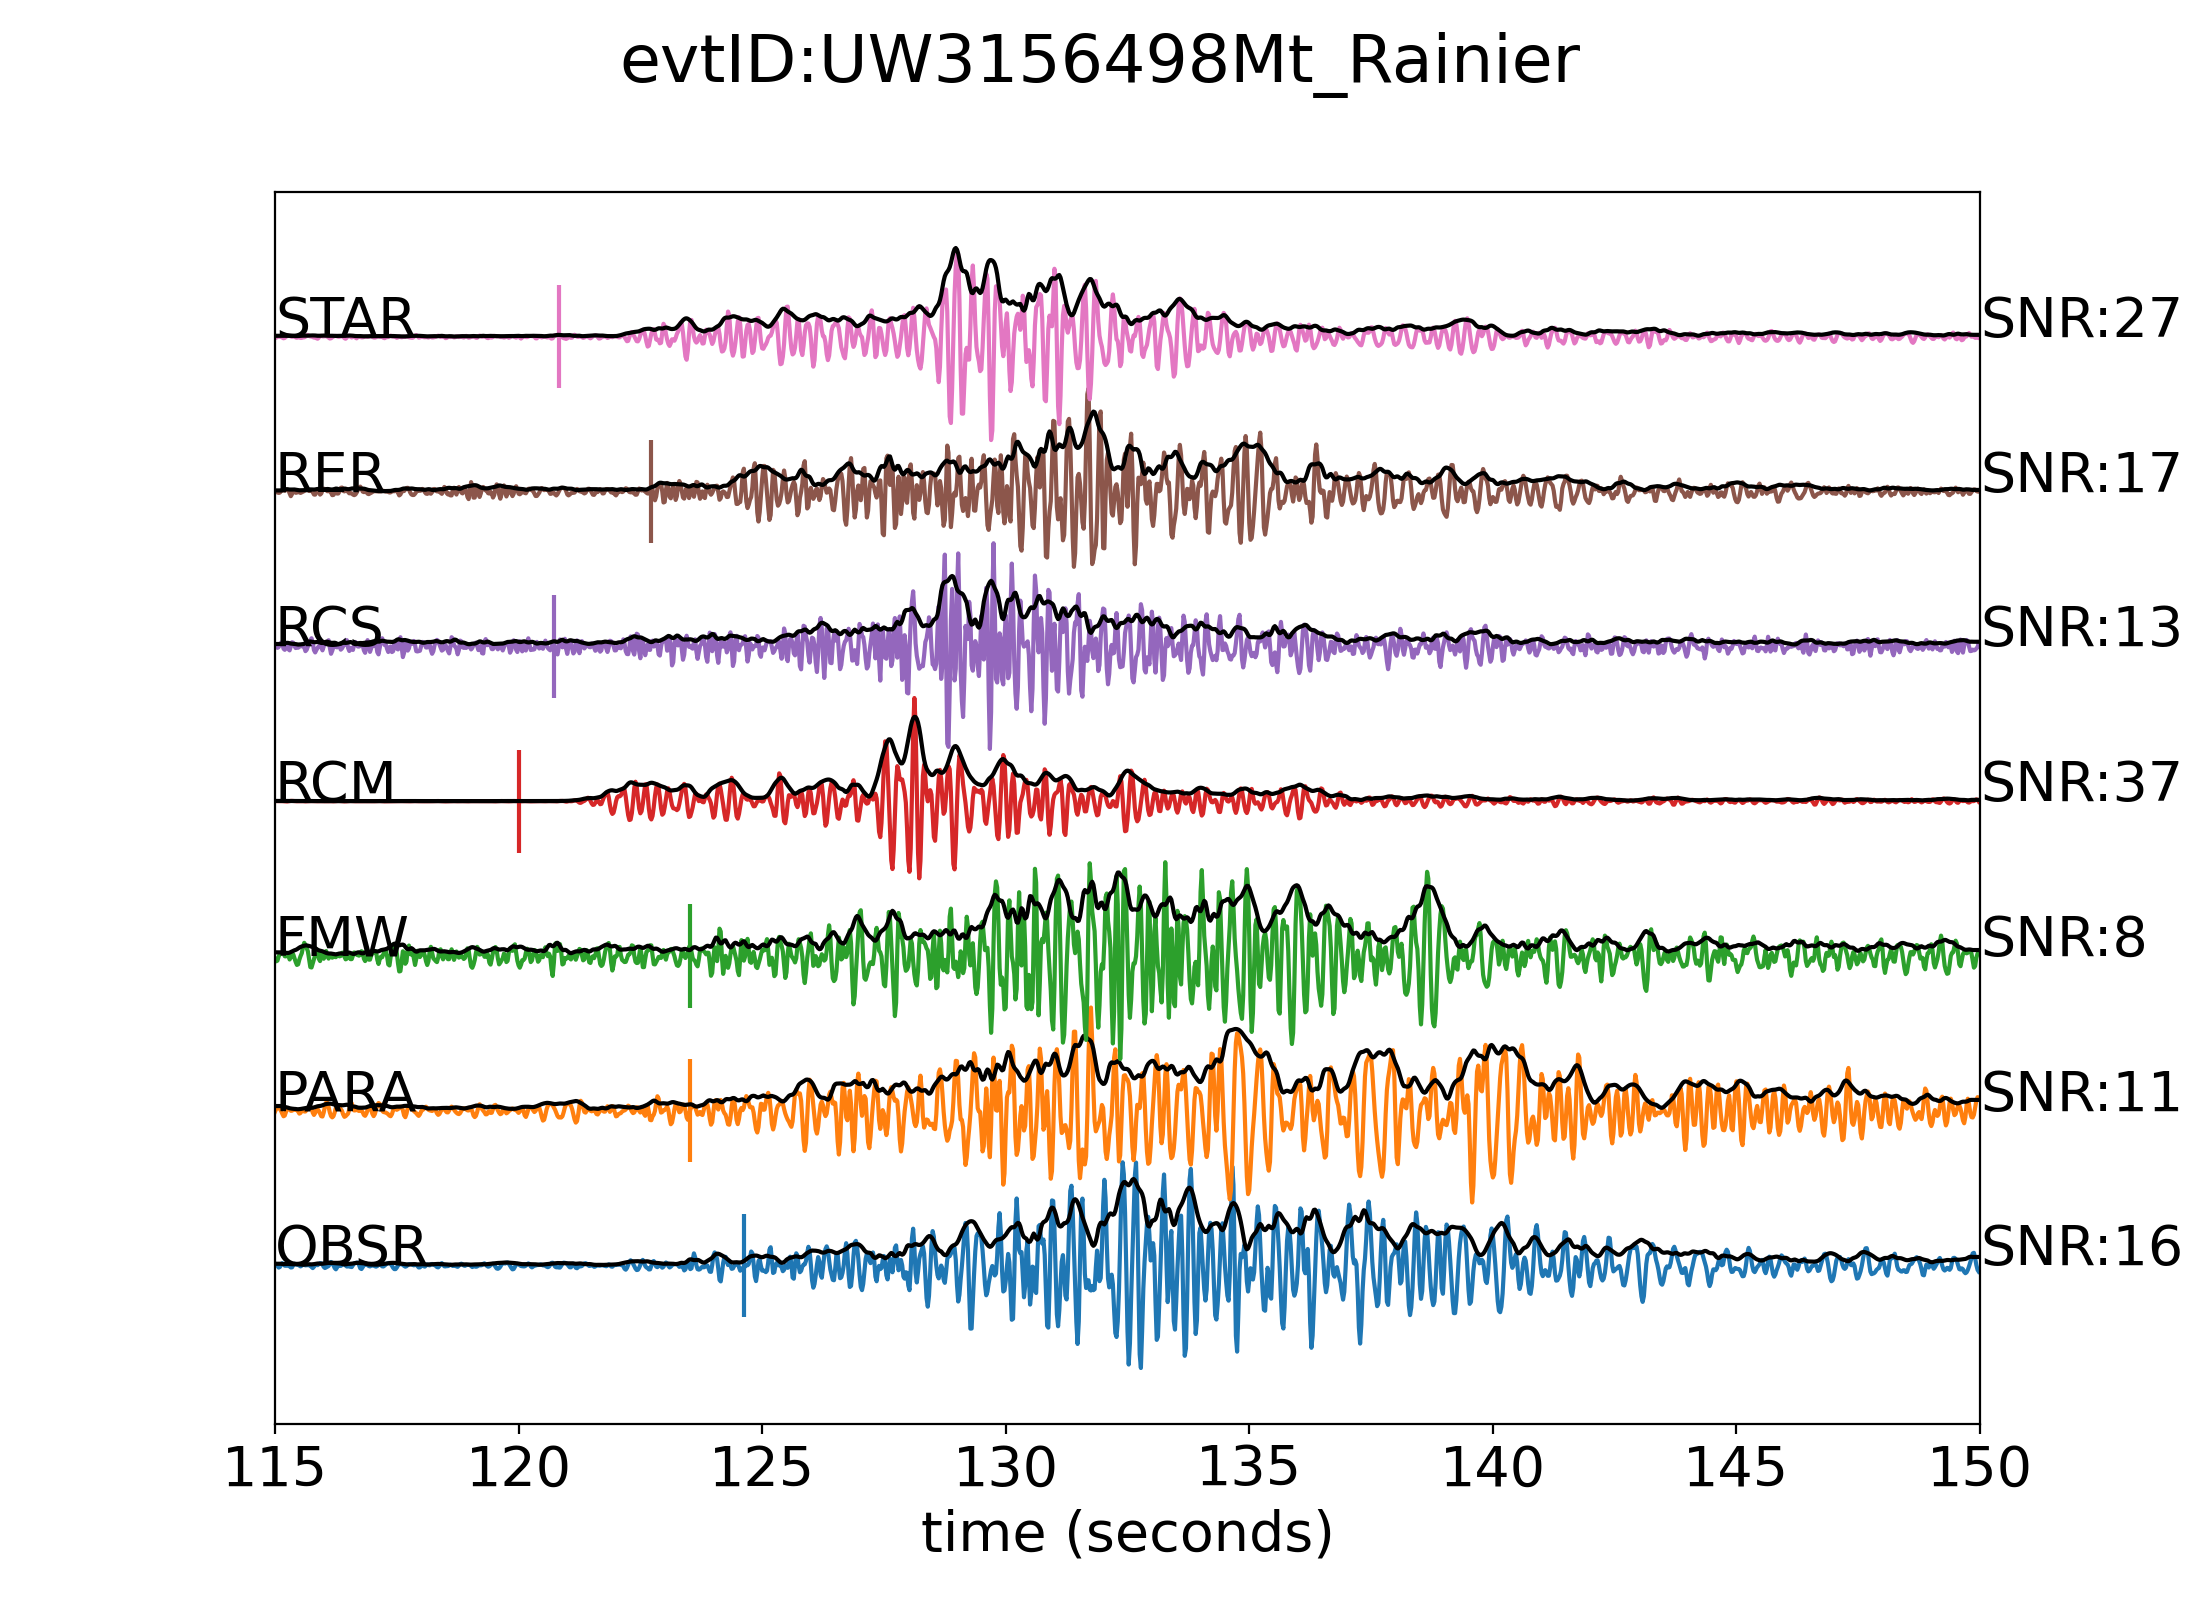 evtID:UW3156498Mt_Rainier
STAR SNR:27
RER SNR:17
RCS SNR:13
RCM SNR:37
FMW SNR:8
PARA SNR:11
OBSR SNR:16
115 120 125 130 135 140 145 150
time (seconds)